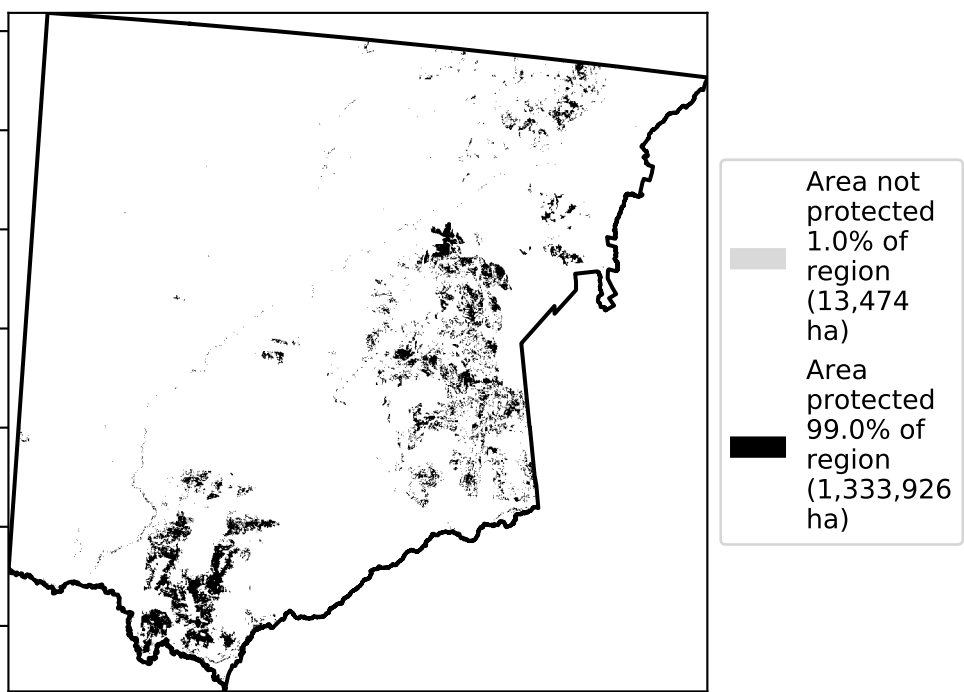 Area not
protected
1.0% of
region
(13,474
ha)
Area
protected
99.0% of
region
(1,333,926
ha)